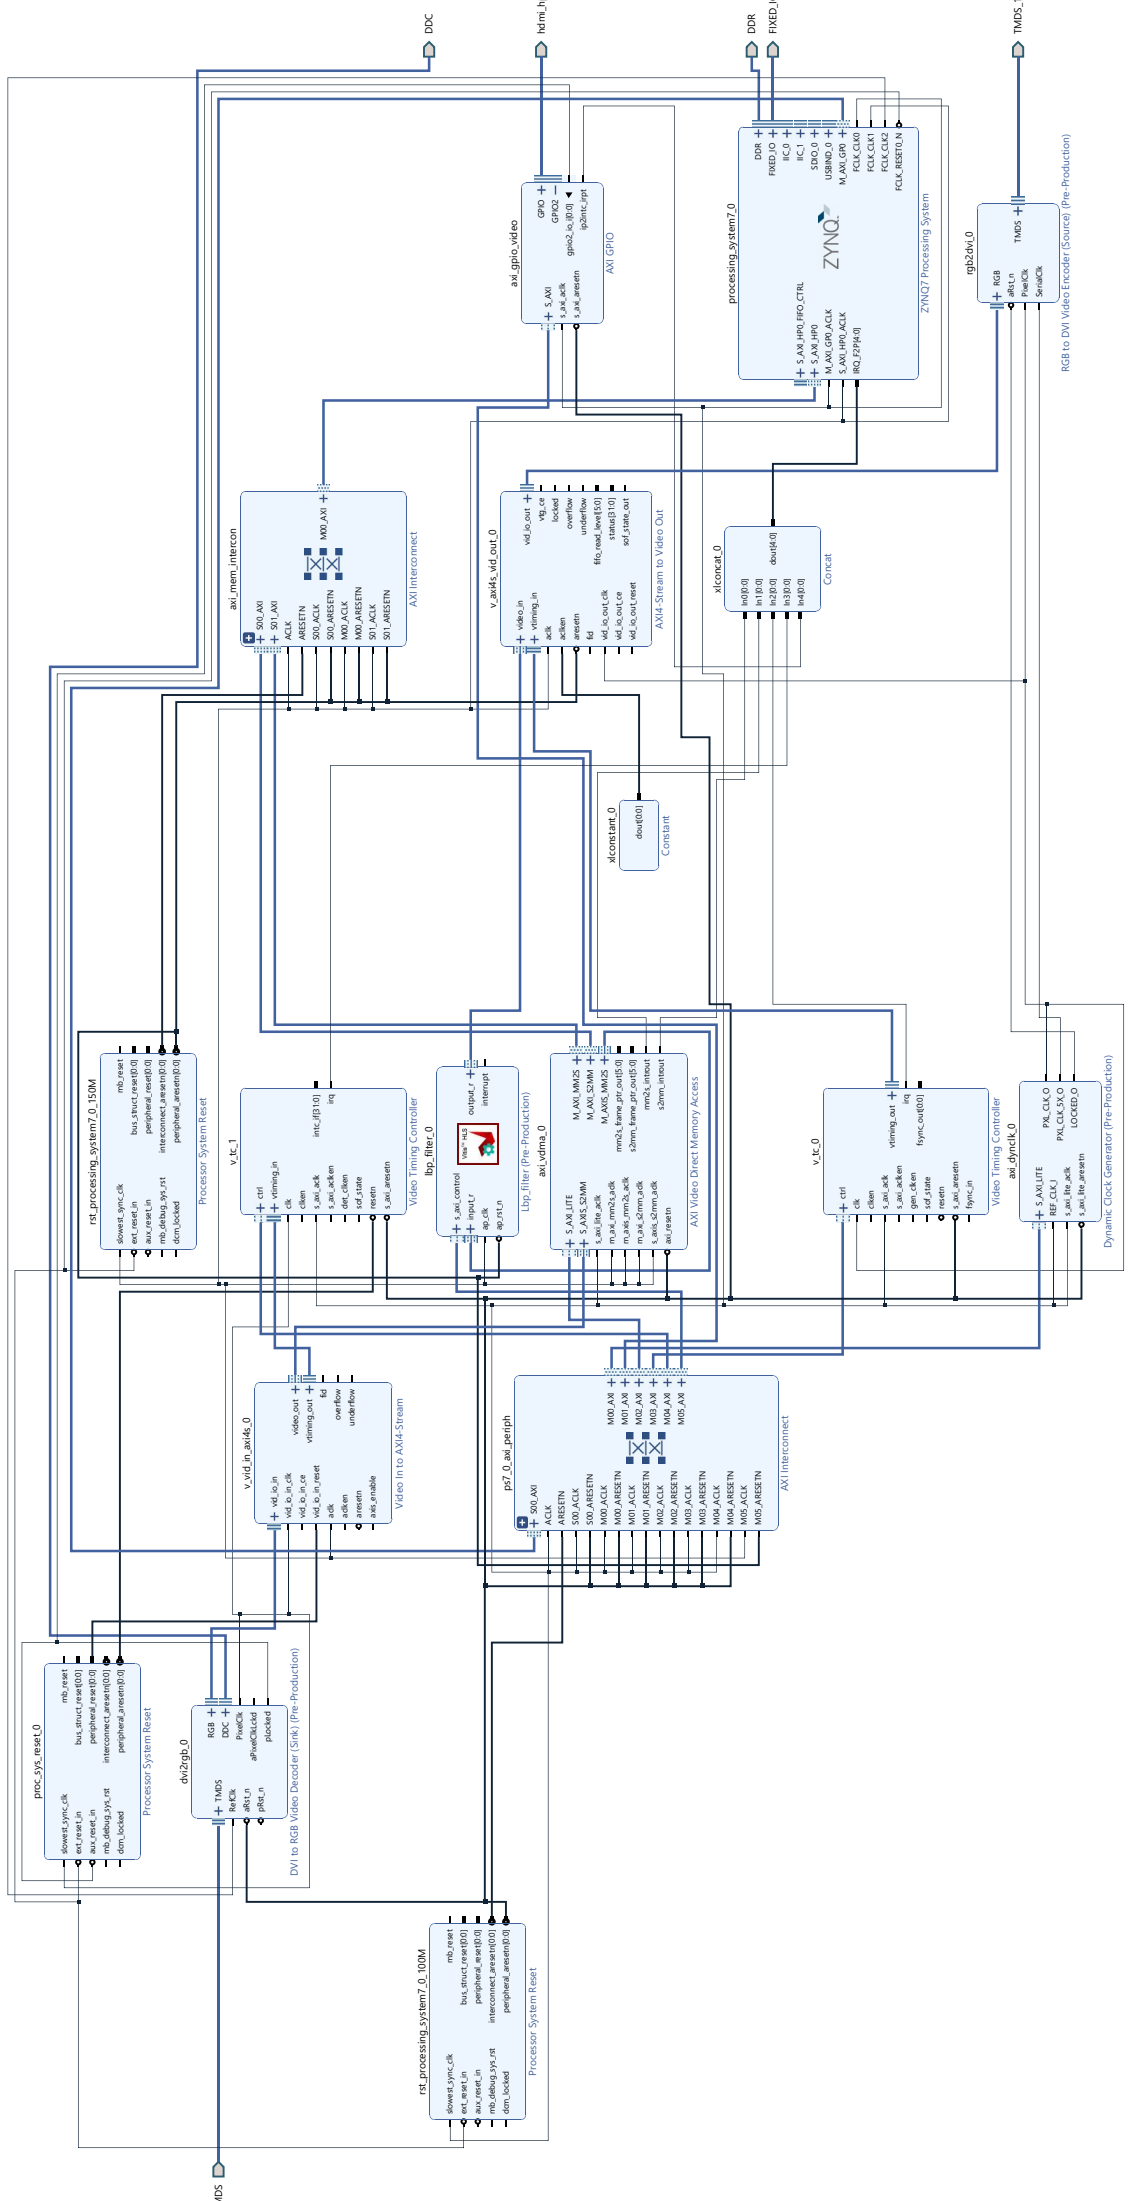 DDC
hdmi_h
DDR
FIXED_I
TMDS_
axi_gpio_video
S_AXI
s_axi_aclk
s_axi_aresetn
GPIO
GPIO2
gpio2_io_i[0:0]
ip2intc_irpt
AXI GPIO
processing_system7_0
S_AXI_HP0_FIFO_CTRL
S_AXI_HP0
M_AXI_GP0_ACLK
S_AXI_HP0_ACLK
IRQ_F2P[4:0]
ZYNQ
DDR
FIXED_IO
IIC_0
IIC_1
SDIO_0
USBIND_0
M_AXI_GP0
FCLK_CLK0
FCLK_CLK1
FCLK_CLK2
FCLK_RESET0_N
ZYNQ7 Processing System
rgb2dvi_0
RGB
aRst_n
PixelClk
SerialClk
TMDS
RGB to DVI Video Encoder (Source) (Pre-Production)
axi_mem_intercon
S00_AXI
S01_AXI
ACLK
ARESETN
S00_ACLK
S00_ARESETN
M00_ACLK
M00_ARESETN
S01_ACLK
S01_ARESETN
M00_AXI
AXI Interconnect
v_axi4s_vid_out_0
video_in
vtiming_in
aclk
aclken
aresetn
fid
vid_io_out_clk
vid_io_out_ce
vid_io_out_reset
vid_io_out
vtg_ce
locked
overflow
underflow
fifo_read_level[5:0]
status[31:0]
sof_state_out
AXI4-Stream to Video Out
xlconcat_0
In0[0:0]
In1[0:0]
In2[0:0]
In3[0:0]
In4[0:0]
dout[4:0]
Concat
xlconstant_0
dout[0:0]
Constant
rst_processing_system7_0_150M
slowest_sync_clk
ext_reset_in
aux_reset_in
mb_debug_sys_rst
dcm_locked
mb_reset
bus_struct_reset[0:0]
peripheral_reset[0:0]
interconnect_aresetn[0:0]
peripheral_aresetn[0:0]
Processor System Reset
v_tc_1
ctrl
vtiming_in
clk
clken
s_axi_aclk
s_axi_aclken
det_clken
sof_state
resetn
s_axi_aresetn
intc_if[31:0]
irq
Video Timing Controller
lbp_filter_0
s_axi_control
input_r
ap_clk
ap_rst_n
Vitis™ HLS
output_r
interrupt
Lbp_filter (Pre-Production)
axi_vdma_0
S_AXI_LITE
S_AXIS_S2MM
s_axi_lite_aclk
m_axi_mm2s_aclk
m_axis_mm2s_aclk
m_axi_s2mm_aclk
s_axis_s2mm_aclk
axi_resetn
M_AXI_MM2S
M_AXI_S2MM
M_AXIS_MM2S
mm2s_frame_ptr_out[5:0]
s2mm_frame_ptr_out[5:0]
mm2s_introut
s2mm_introut
AXI Video Direct Memory Access
v_tc_0
ctrl
clk
clken
s_axi_aclk
s_axi_aclken
gen_clken
sof_state
resetn
s_axi_aresetn
fsync_in
vtiming_out
irq
fsync_out[0:0]
Video Timing Controller
axi_dynclk_0
S_AXI_LITE
REF_CLK_I
s_axi_lite_aclk
s_axi_lite_aresetn
PXL_CLK_O
PXL_CLK_5X_O
LOCKED_O
Dynamic Clock Generator (Pre-Production)
v_vid_in_axi4s_0
vid_io_in
vid_io_in_clk
vid_io_in_ce
vid_io_in_reset
aclk
aclken
aresetn
axis_enable
video_out
vtiming_out
fid
overflow
underflow
Video In to AXI4-Stream
ps7_0_axi_periph
S00_AXI
ACLK
ARESETN
S00_ACLK
S00_ARESETN
M00_ACLK
M00_ARESETN
M01_ACLK
M01_ARESETN
M02_ACLK
M02_ARESETN
M03_ACLK
M03_ARESETN
M04_ACLK
M04_ARESETN
M05_ACLK
M05_ARESETN
M00_AXI
M01_AXI
M02_AXI
M03_AXI
M04_AXI
M05_AXI
AXI Interconnect
proc_sys_reset_0
slowest_sync_clk
ext_reset_in
aux_reset_in
mb_debug_sys_rst
dcm_locked
mb_reset
bus_struct_reset[0:0]
peripheral_reset[0:0]
interconnect_aresetn[0:0]
peripheral_aresetn[0:0]
Processor System Reset
dvi2rgb_0
TMDS
RefClk
aRst_n
pRst_n
RGB
DDC
PixelClk
aPixelClkLckd
pLocked
DVI to RGB Video Decoder (Sink) (Pre-Production)
rst_processing_system7_0_100M
slowest_sync_clk
ext_reset_in
aux_reset_in
mb_debug_sys_rst
dcm_locked
mb_reset
bus_struct_reset[0:0]
peripheral_reset[0:0]
interconnect_aresetn[0:0]
peripheral_aresetn[0:0]
Processor System Reset
MDS